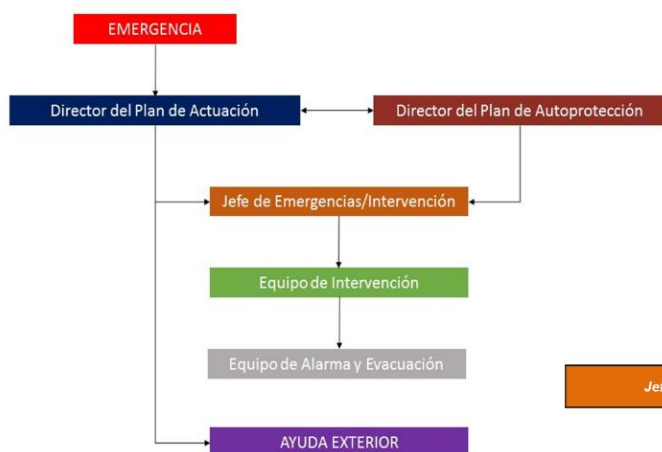 EMERGENCIA
Director del Plan de Actuación
Director del Plan de Autoprotección
Jefe de Emergencias/Intervención
Equipo de Intervención
Equipo de Alarma y Evacuación
AYUDA EXTERIOR